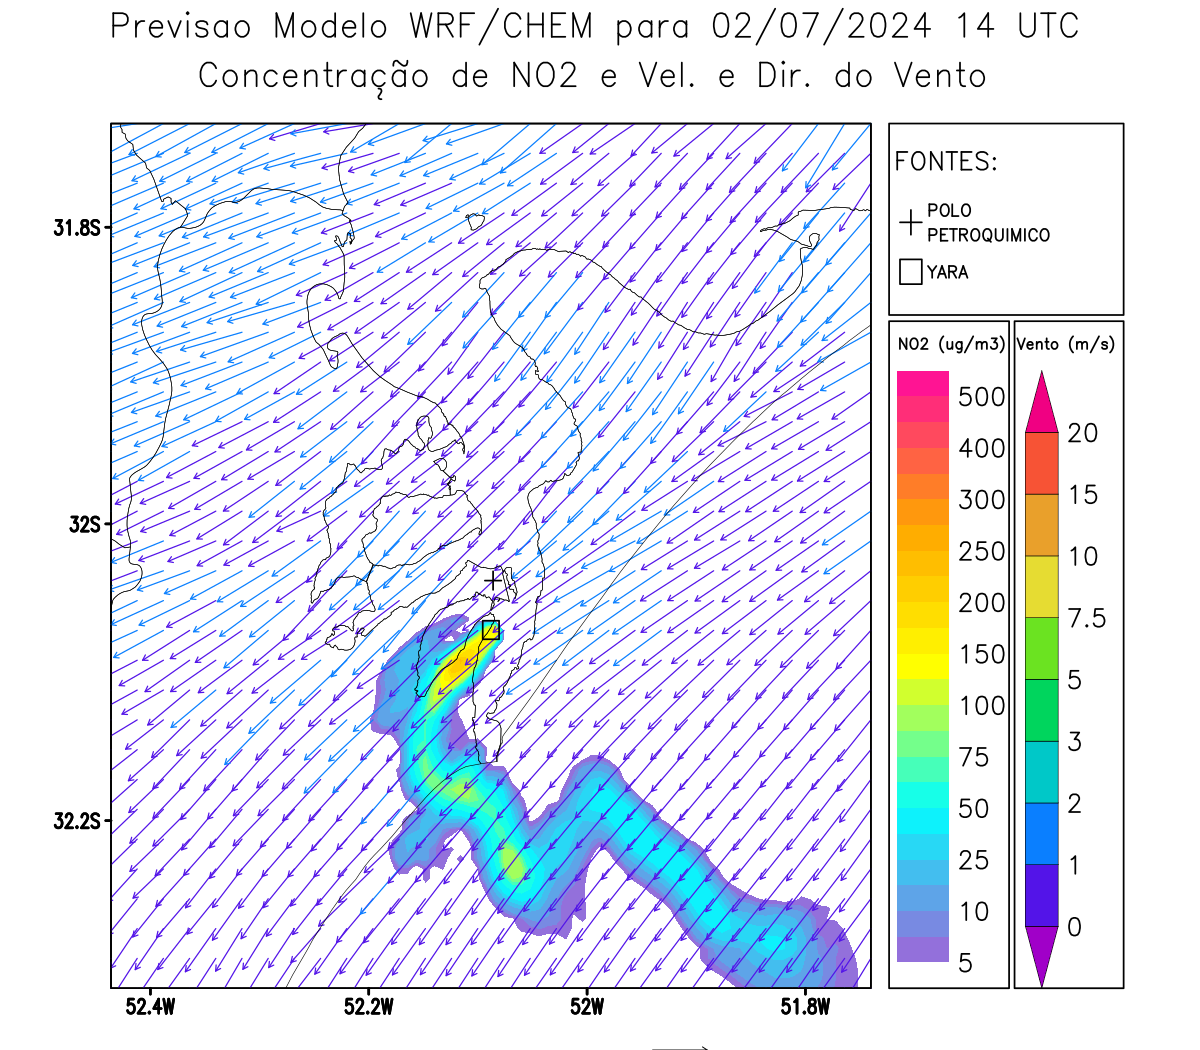 Previsao Modelo WRF/CHEM para 02/07/2024 14 UTC
Concentração de NO2 e Vel. e Dir. do Vento
FONTES:
POLO
PETROQUIMICO
YARA
NO2 (ug/m3)
500
400
300
250
200
150
100
75
50
25
10
5
Vento (m/s)
20
15
10
7.5
5
3
2
1
0
31.8S
32S
32.2S
52.4W
52.2W
52W
51.8W